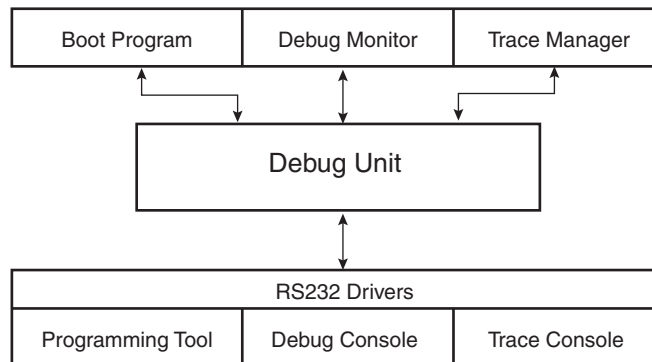 Boot Program
Debug Monitor
Trace Manager
Debug Unit
RS232 Drivers
Programming Tool
Debug Console
Trace Console